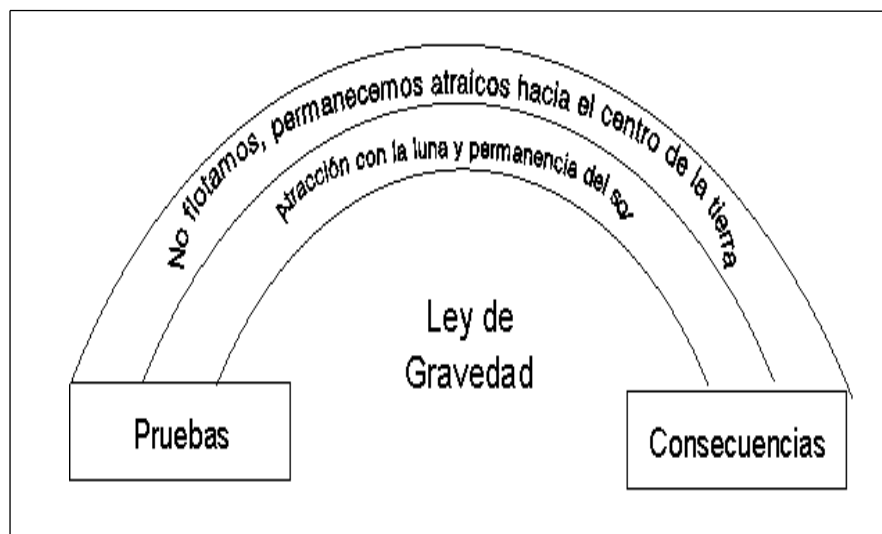 No flotamos, permanecemos atraícos hacia el centro de la tierra
Atracción con la luna y permanencia del sol
Ley de
Gravedad
Pruebas
Consecuencias